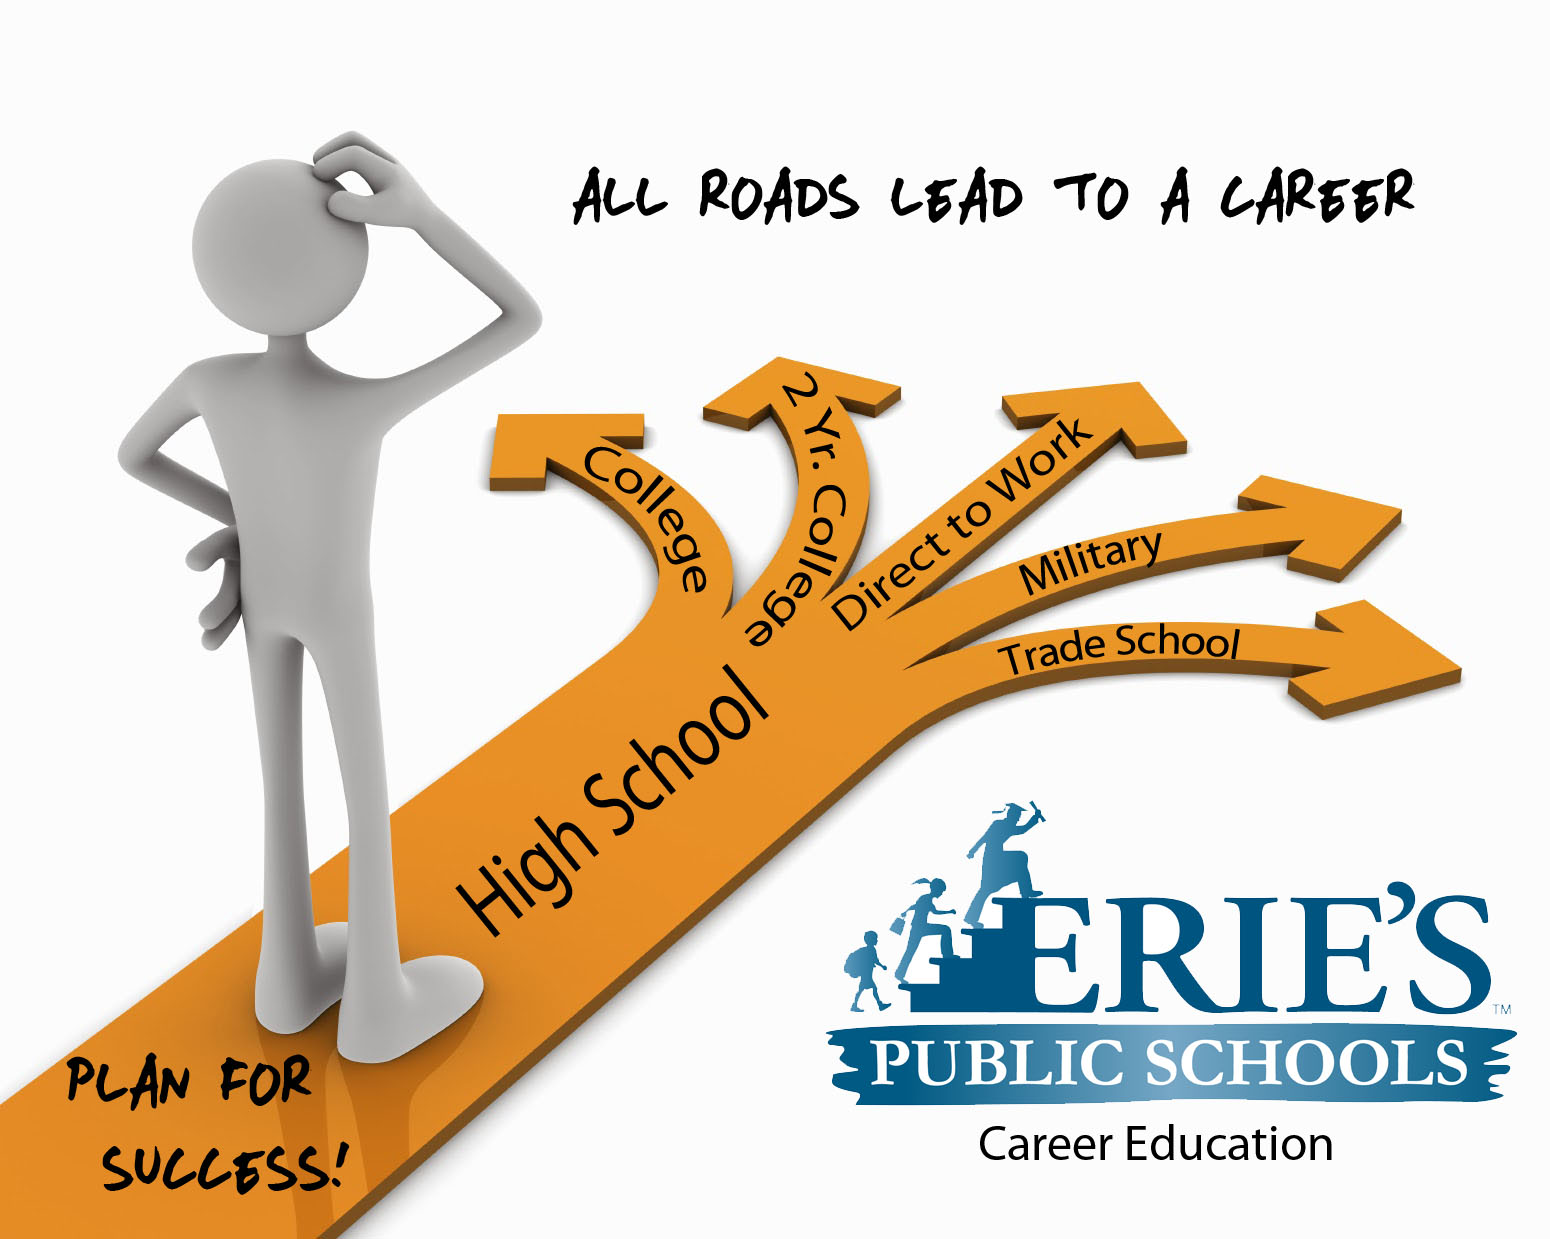 ALL ROADS LEAD TO A CAREER
College
2 Yr. College
Direct to Work
Military
Trade School
High School
PLAN FOR
SUCCESS!
ERIE'S™
PUBLIC SCHOOLS
Career Education